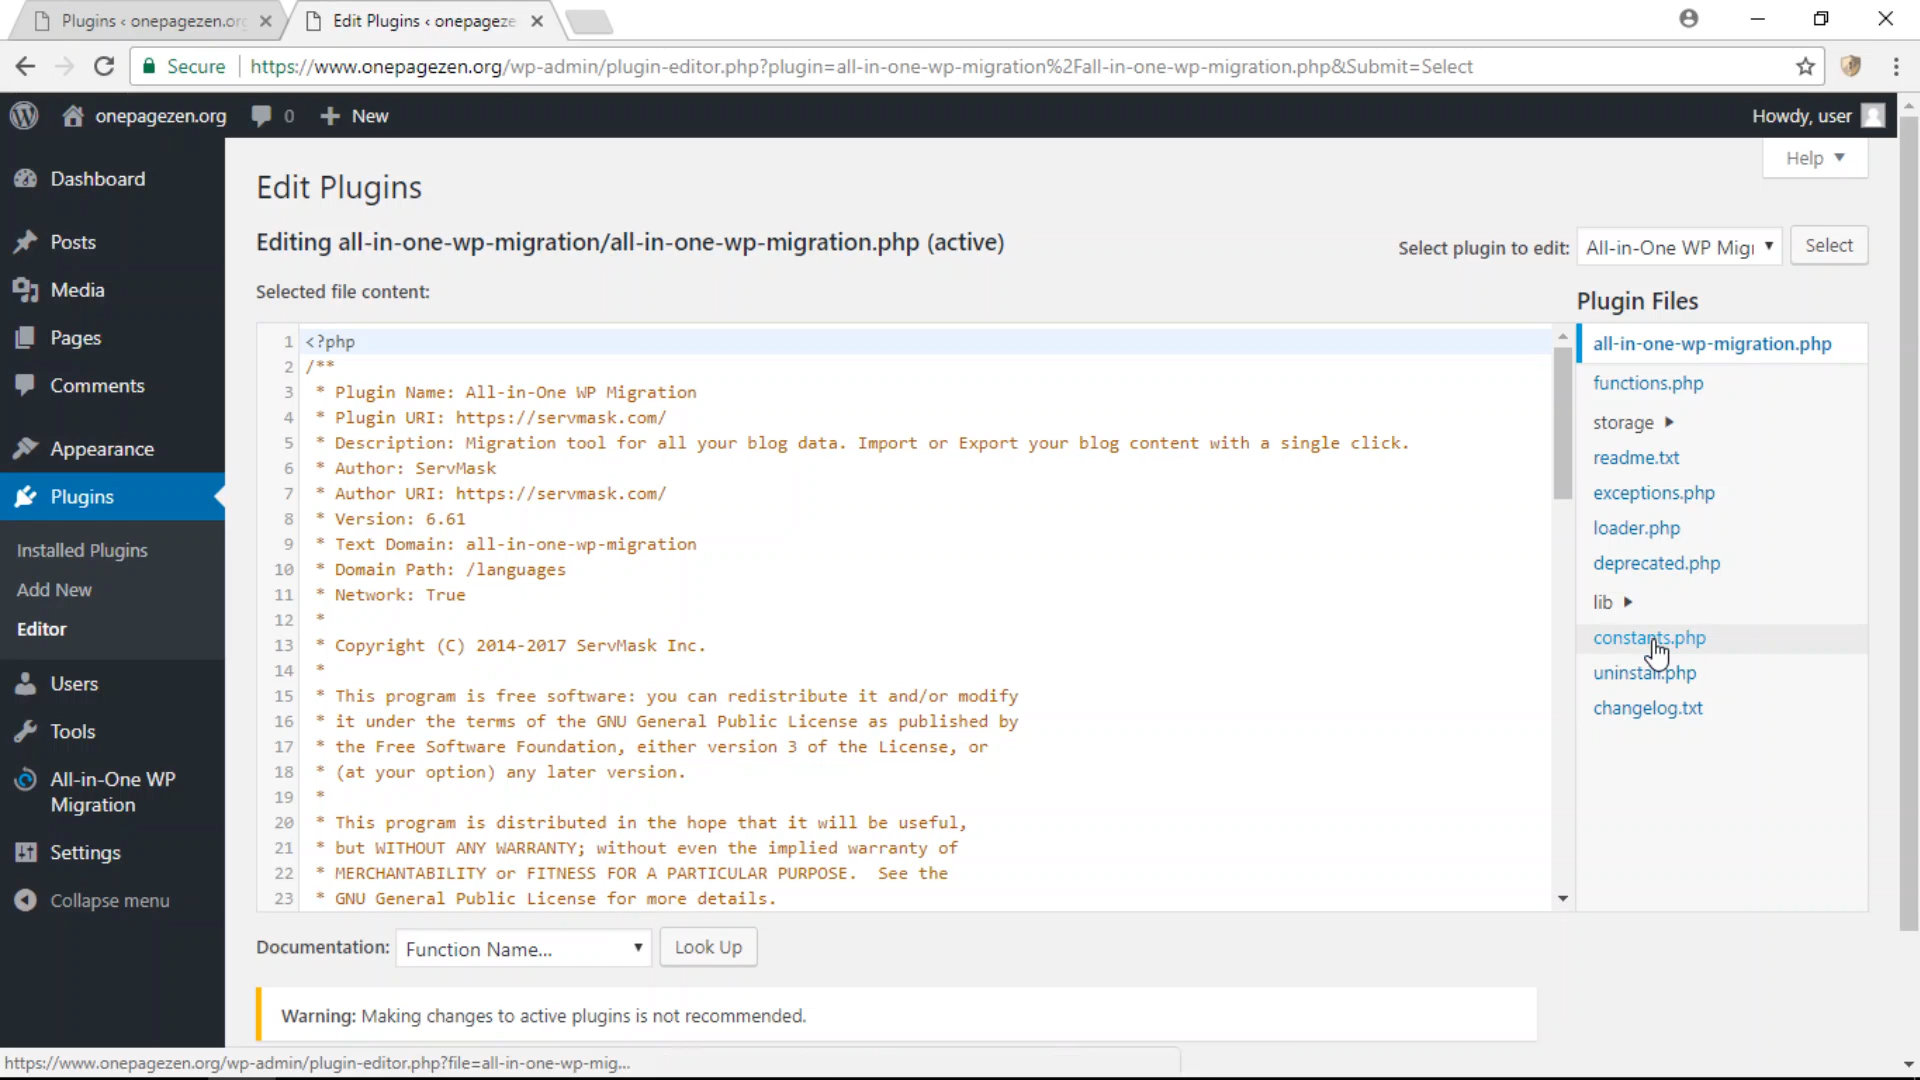 Plugins ‹ onepagezen.or
Edit Plugins ‹ onepageze
Secure
https://www.onepagezen.org/wp-admin/plugin-editor.php?plugin=all-in-one-wp-migration%2Fall-in-one-wp-migration.php&Submit=Select
onepagezen.org
0
New
Howdy, user
Dashboard
Posts
Media
Pages
Comments
Appearance
Plugins
Installed Plugins
Add New
Editor
Users
Tools
All-in-One WP
Migration
Settings
Collapse menu
Help
Edit Plugins
Editing all-in-one-wp-migration/all-in-one-wp-migration.php (active)
Select plugin to edit:
All-in-One WP Migr
Select
Selected file content:
1 <?php
2 /**
3 * Plugin Name: All-in-One WP Migration
4 * Plugin URI: https://servmask.com/
5 * Description: Migration tool for all your blog data. Import or Export your blog content with a single click.
6 * Author: ServMask
7 * Author URI: https://servmask.com/
8 * Version: 6.61
9 * Text Domain: all-in-one-wp-migration
10 * Domain Path: /languages
11 * Network: True
12 *
13 * Copyright (C) 2014-2017 ServMask Inc.
14 *
15 * This program is free software: you can redistribute it and/or modify
16 * it under the terms of the GNU General Public License as published by
17 * the Free Software Foundation, either version 3 of the License, or
18 * (at your option) any later version.
19 *
20 * This program is distributed in the hope that it will be useful,
21 * but WITHOUT ANY WARRANTY; without even the implied warranty of
22 * MERCHANTABILITY or FITNESS FOR A PARTICULAR PURPOSE.  See the
23 * GNU General Public License for more details.
Plugin Files
all-in-one-wp-migration.php
functions.php
storage
readme.txt
exceptions.php
loader.php
deprecated.php
lib
constants.php
uninstall.php
changelog.txt
Documentation:
Function Name...
Look Up
Warning: Making changes to active plugins is not recommended.
https://www.onepagezen.org/wp-admin/plugin-editor.php?file=all-in-one-wp-mig...